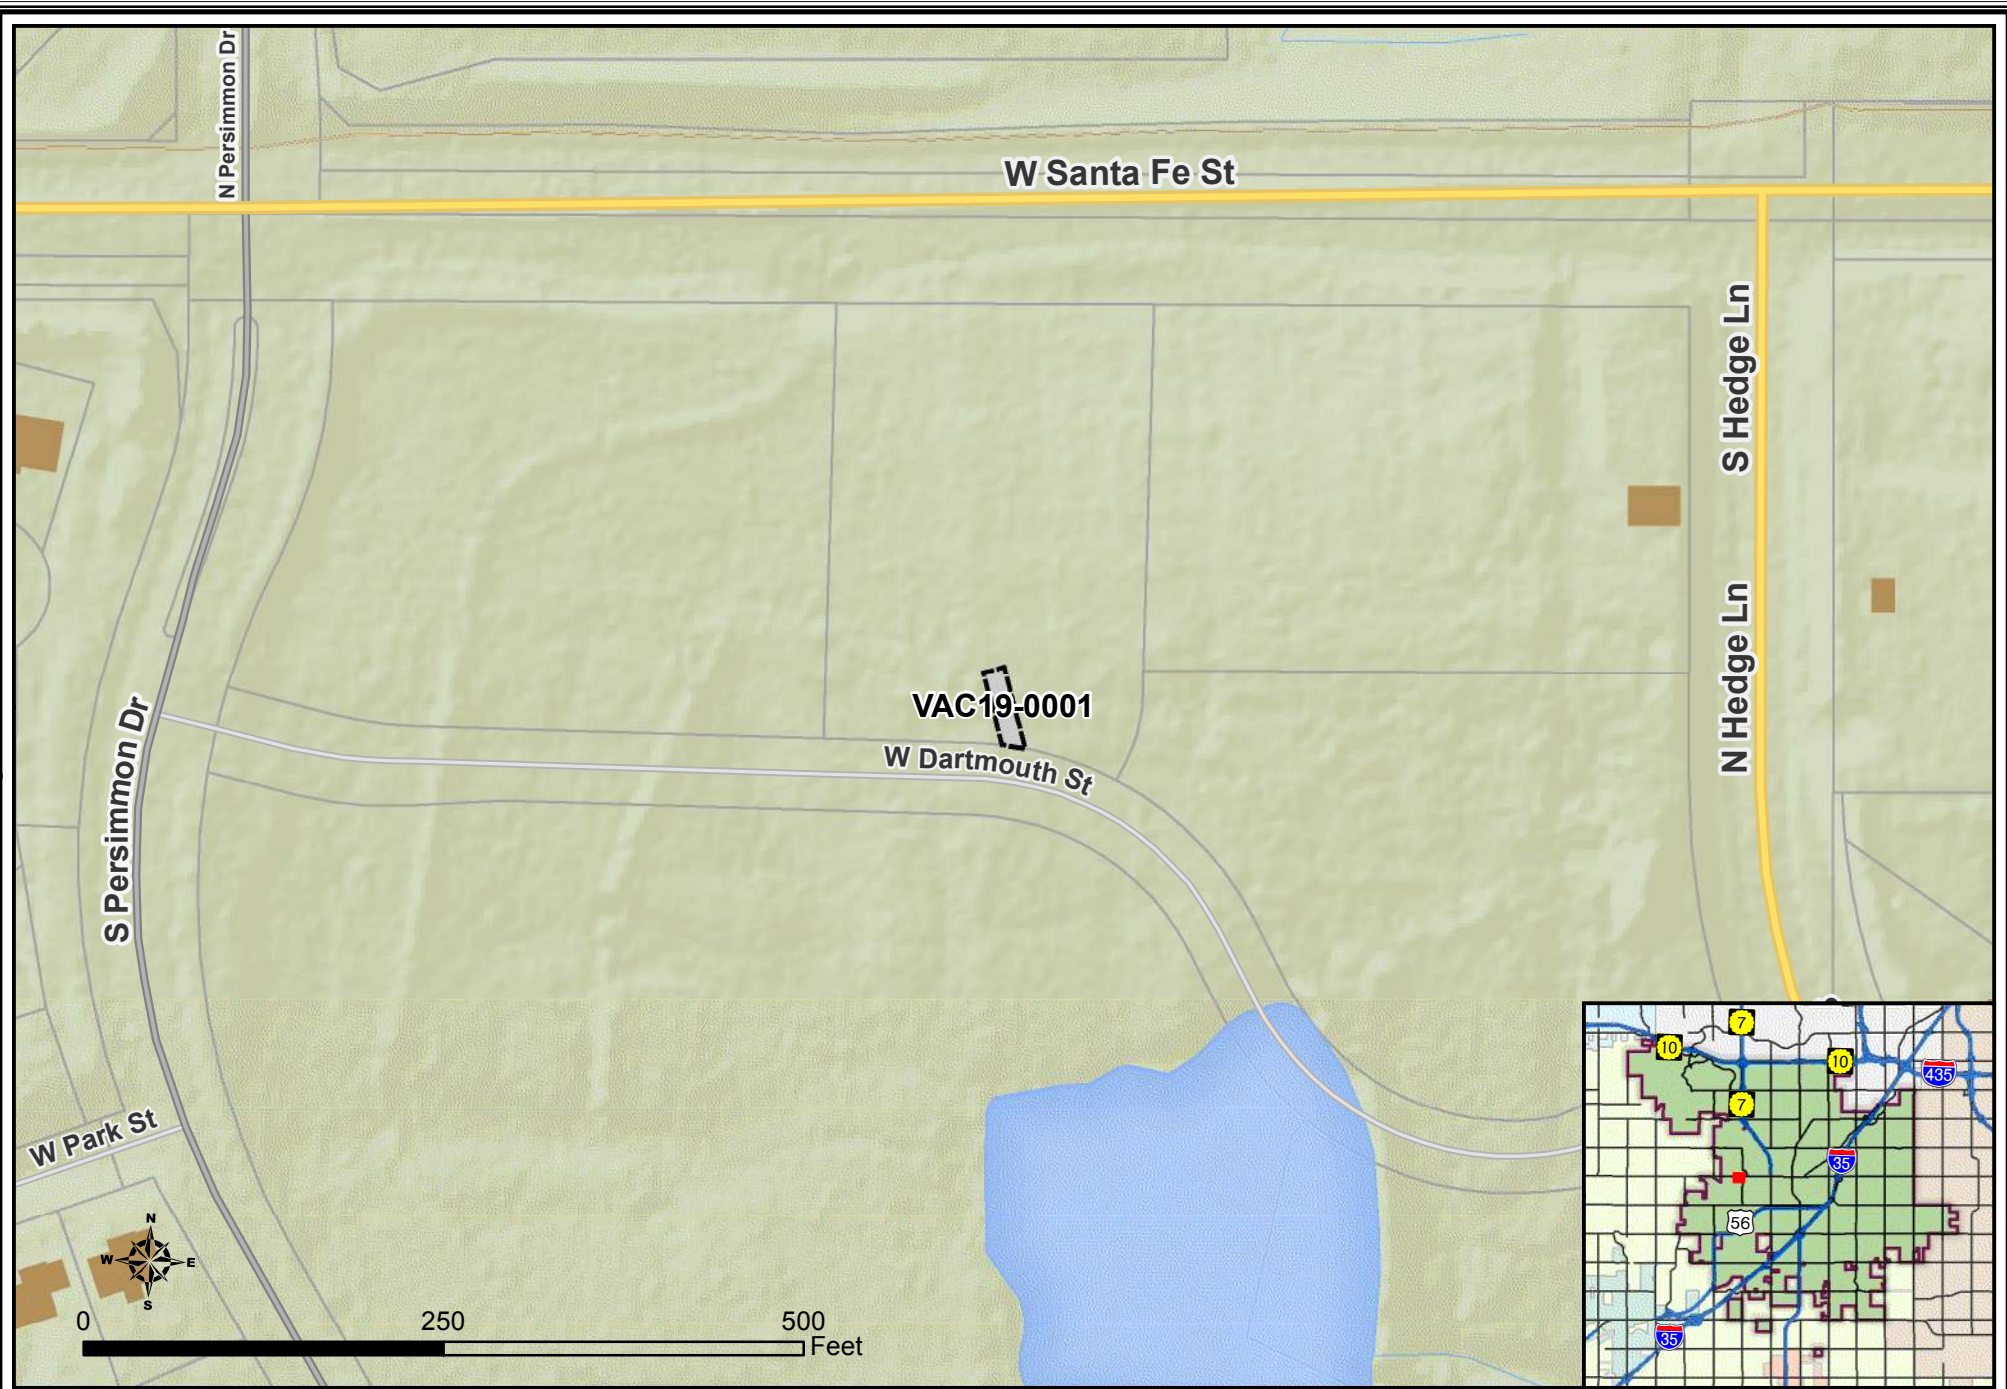 N Persimmon Dr
W Santa Fe St
S Hedge Ln
N Hedge Ln
VAC19-0001
W Dartmouth St
S Persimmon Dr
W Park St
N
W E
S
0 250 500
Feet
7
10
10
435
7
35
56
35